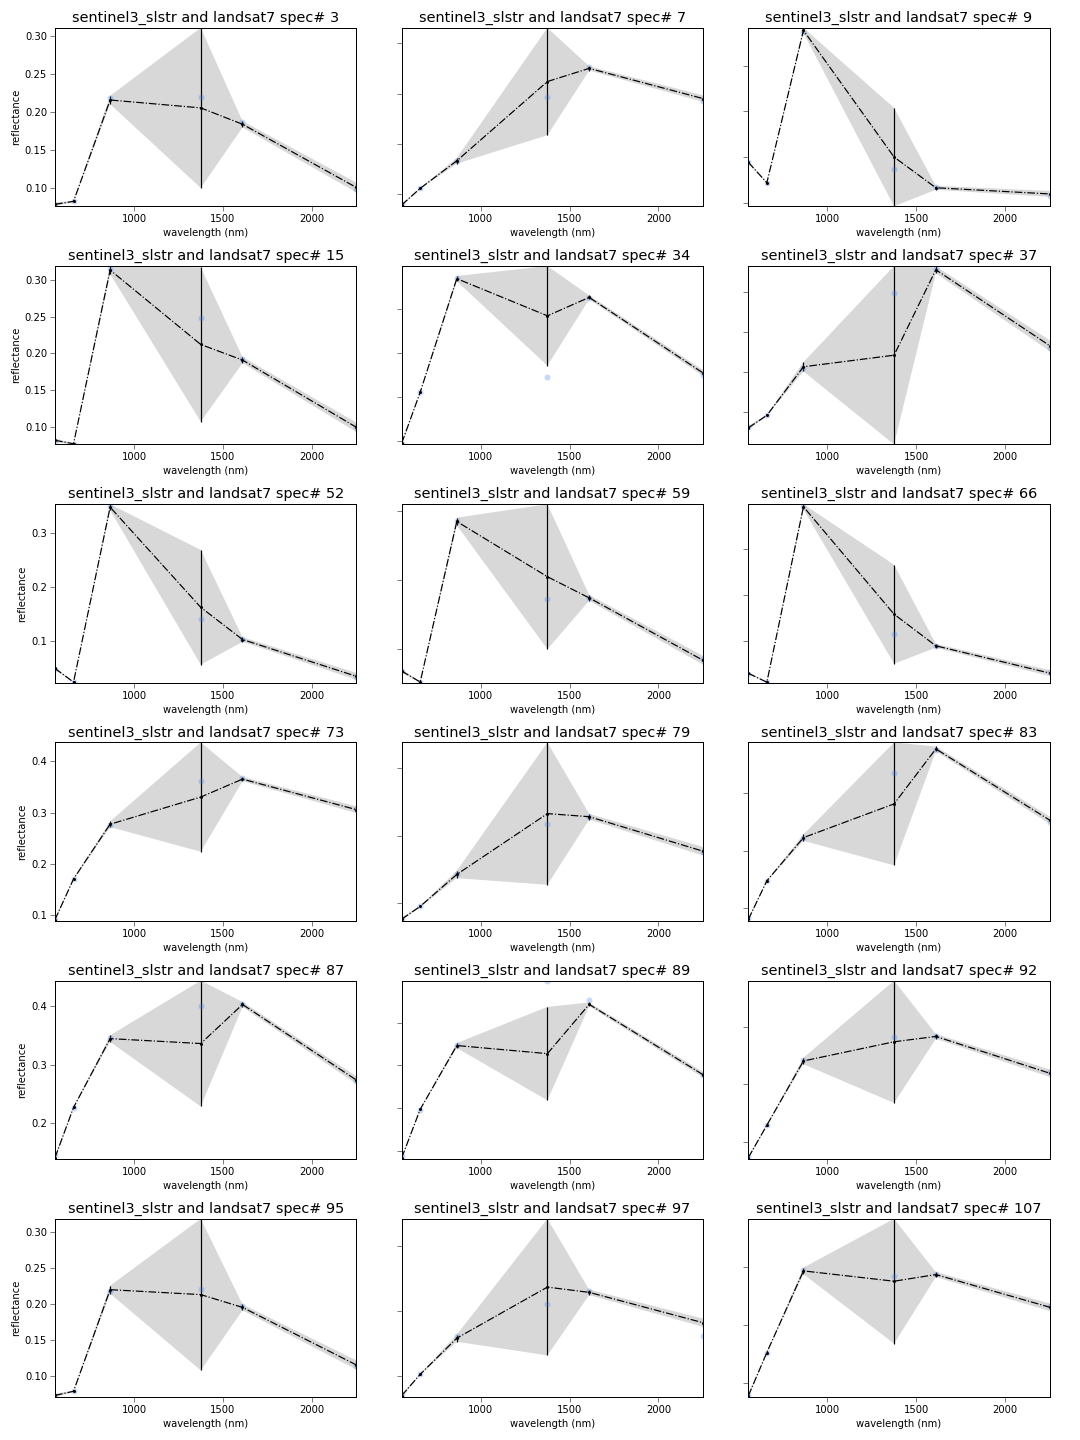 sentinel3_slstr and landsat7 spec# 3
sentinel3_slstr and landsat7 spec# 7
sentinel3_slstr and landsat7 spec# 9
0.30
0.25
0.20
0.15
0.10
reflectance
1000 1500 2000
1000 1500 2000
1000 1500 2000
wavelength (nm)
wavelength (nm)
wavelength (nm)
sentinel3_slstr and landsat7 spec# 15
sentinel3_slstr and landsat7 spec# 34
sentinel3_slstr and landsat7 spec# 37
0.30
0.25
0.20
0.15
0.10
reflectance
1000 1500 2000
1000 1500 2000
1000 1500 2000
wavelength (nm)
wavelength (nm)
wavelength (nm)
sentinel3_slstr and landsat7 spec# 52
sentinel3_slstr and landsat7 spec# 59
sentinel3_slstr and landsat7 spec# 66
0.3
0.2
0.1
reflectance
1000 1500 2000
1000 1500 2000
1000 1500 2000
wavelength (nm)
wavelength (nm)
wavelength (nm)
sentinel3_slstr and landsat7 spec# 73
sentinel3_slstr and landsat7 spec# 79
sentinel3_slstr and landsat7 spec# 83
0.4
0.3
0.2
0.1
reflectance
1000 1500 2000
1000 1500 2000
1000 1500 2000
wavelength (nm)
wavelength (nm)
wavelength (nm)
sentinel3_slstr and landsat7 spec# 87
sentinel3_slstr and landsat7 spec# 89
sentinel3_slstr and landsat7 spec# 92
0.4
0.3
0.2
reflectance
1000 1500 2000
1000 1500 2000
1000 1500 2000
wavelength (nm)
wavelength (nm)
wavelength (nm)
sentinel3_slstr and landsat7 spec# 95
sentinel3_slstr and landsat7 spec# 97
sentinel3_slstr and landsat7 spec# 107
0.30
0.25
0.20
0.15
0.10
reflectance
1000 1500 2000
1000 1500 2000
1000 1500 2000
wavelength (nm)
wavelength (nm)
wavelength (nm)